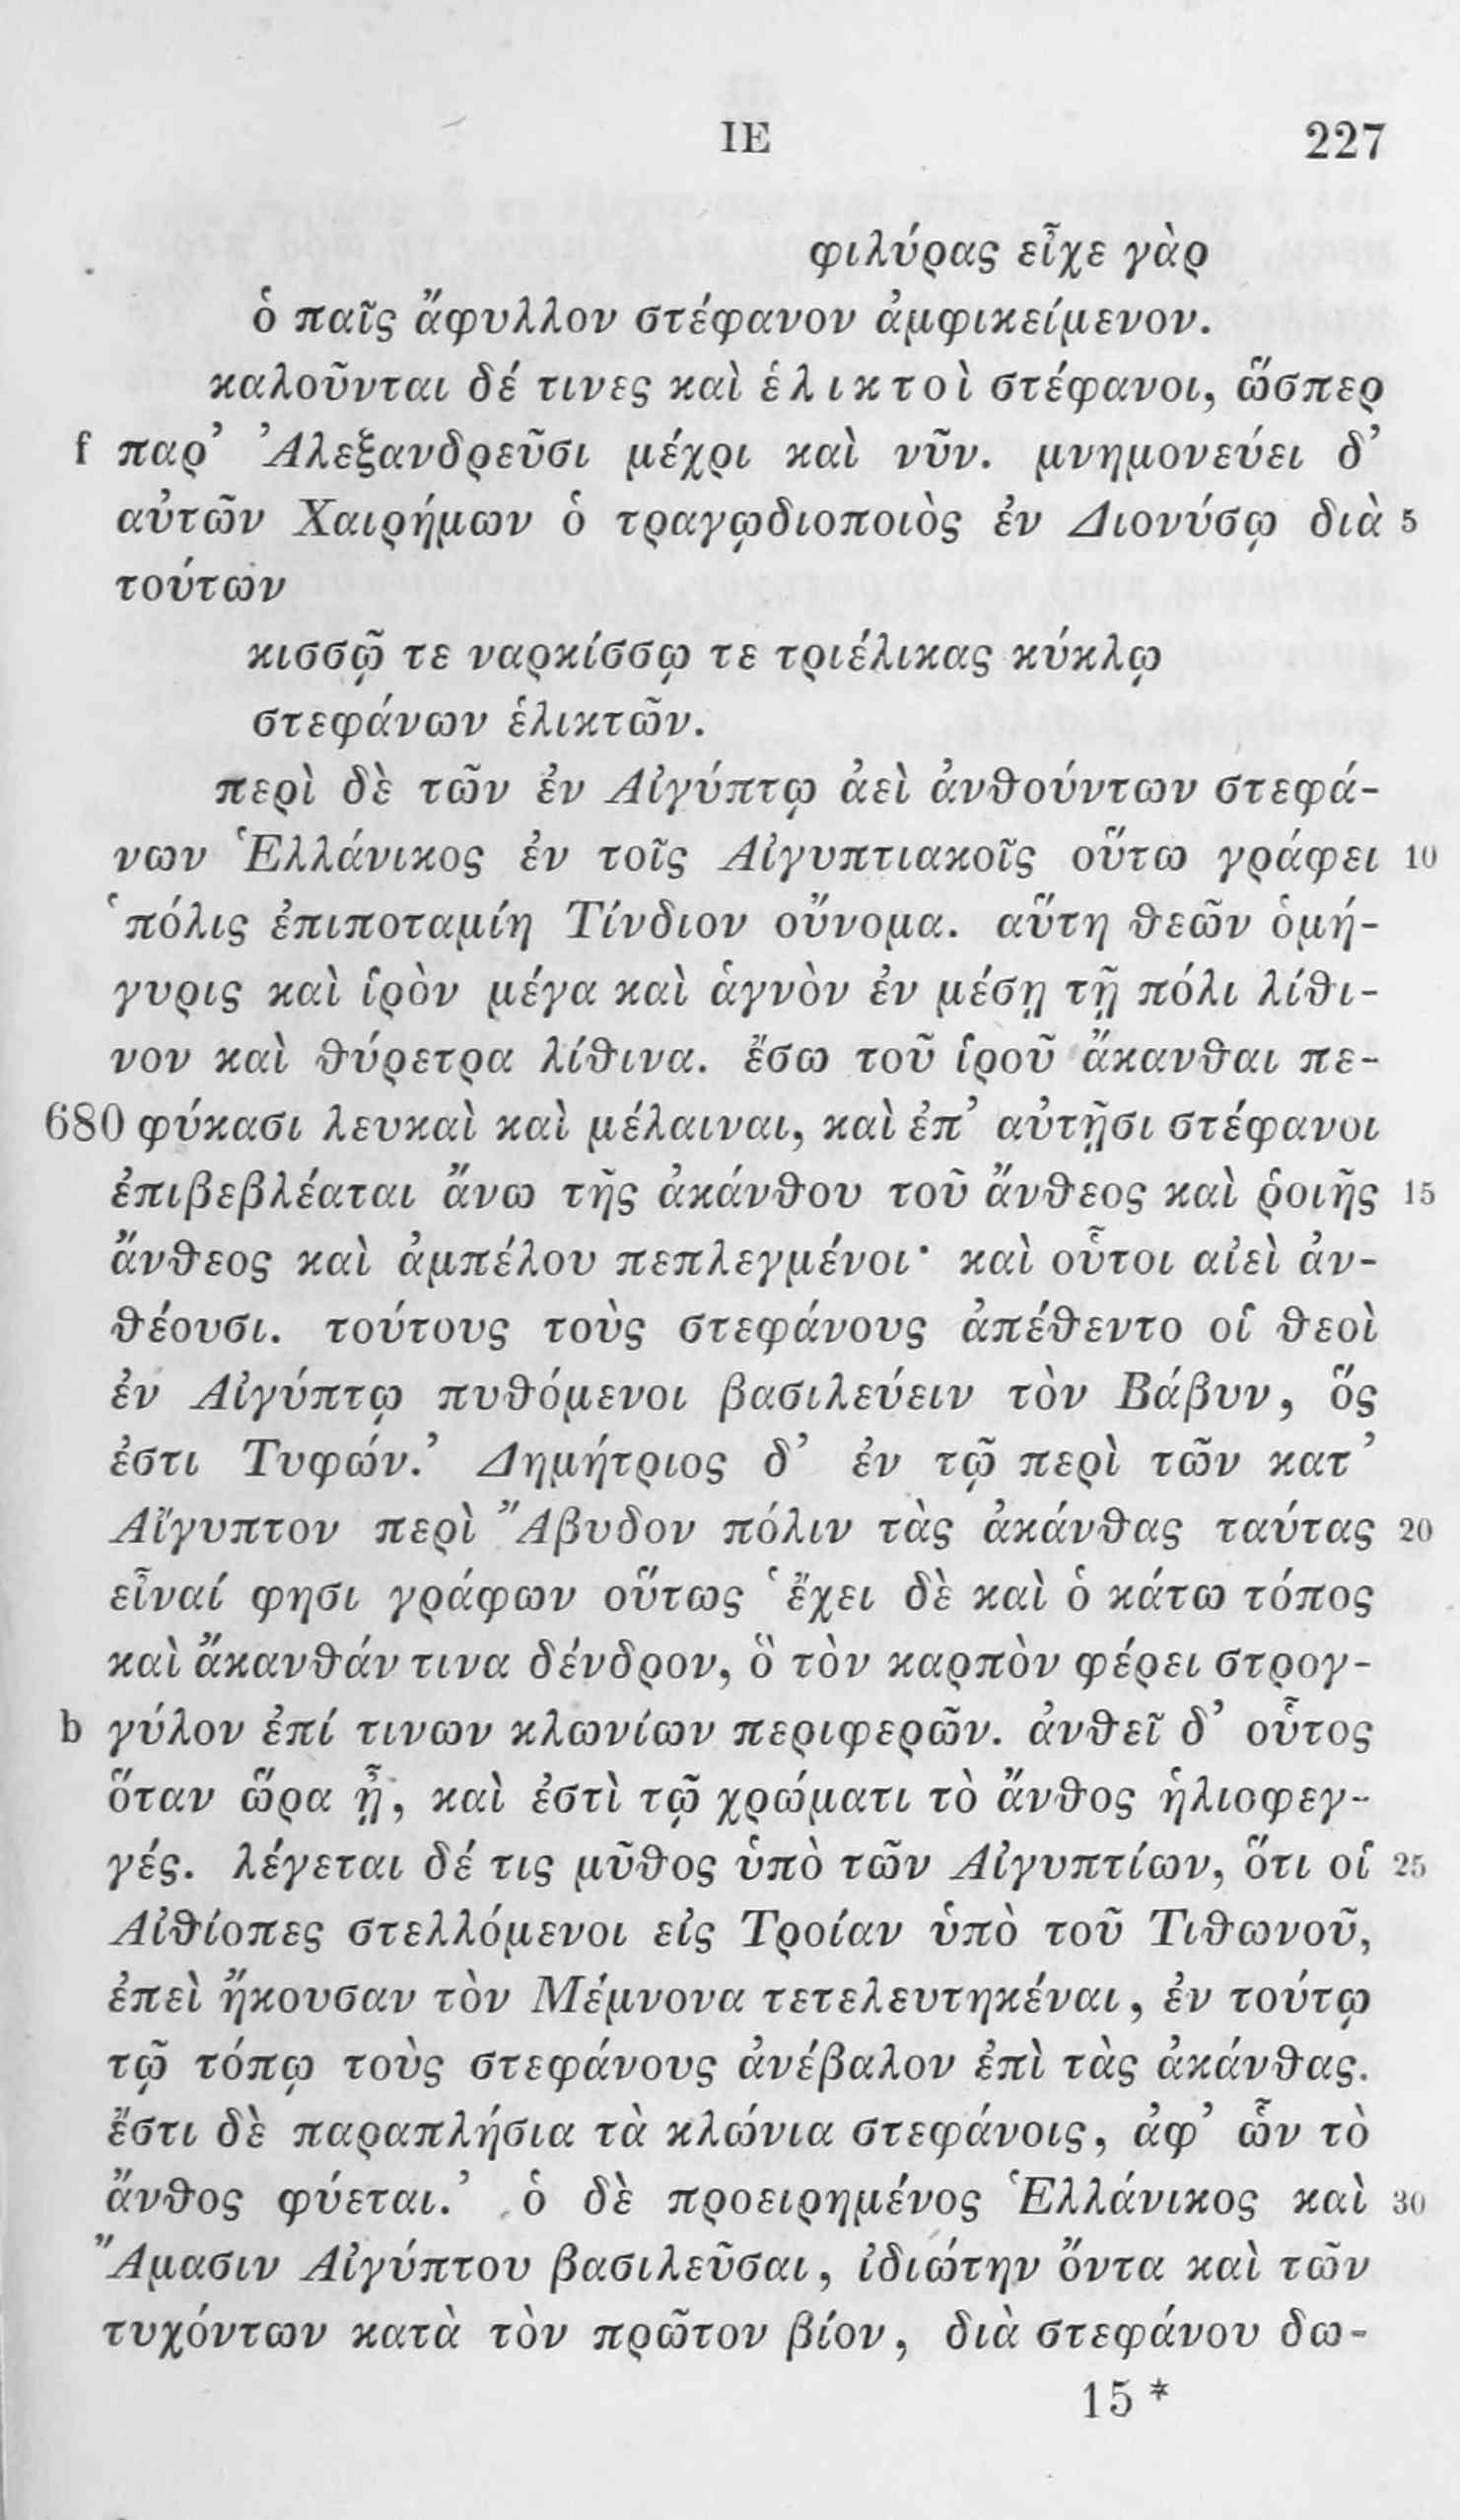 ΙΕ 227
φιλύρας εἶχε γὰρ
ὁ παῖς ἄφυλλον στέφανον ἀμφικείμενον.
καλοῦνται δέ τινες καὶ ἑλικτοὶ στέφανοι, ὥσπερ
f παρ’ Ἀλεξανδρεῦσι μέχρι καὶ νῦν. μνημονεύει δ’
αὐτῶν Χαιρήμων ὁ τραγῳδιοποιὸς ἐν Διονύσῳ διὰ 5
τούτων
κισσῷ τε ναρκίσσῳ τε τριέλικας κύκλῳ
στεφάνων ἑλικτῶν.
περὶ δὲ τῶν ἐν Αἰγύπτῳ ἀεὶ ἀνθούντων στεφά-
νων Ἑλλάνικος ἐν τοῖς Αἰγυπτιακοῖς οὕτω γράφει 10
‘πόλις ἐπιποταμίη Τίνδιον οὔνομα. αὕτη θεῶν ὁμή-
γυρις καὶ ἱρὸν μέγα καὶ ἁγνὸν ἐν μέσῃ τῇ πόλι λίθι-
νον καὶ θύρετρα λίθινα. ἔσω τοῦ ἱροῦ ἄκανθαι πε-
680 φύκασι λευκαὶ καὶ μέλαιναι, καὶ ἐπ’ αὐτῇσι στέφανοι
ἐπιβεβλέαται ἄνω τῆς ἀκάνθου τοῦ ἄνθεος καὶ ῥοιῆς 15
ἄνθεος καὶ ἀμπέλου πεπλεγμένοι· καὶ οὗτοι αἰεὶ ἀν-
θέουσι. τούτους τοὺς στεφάνους ἀπέθεντο οἱ θεοὶ
ἐν Αἰγύπτῳ πυθόμενοι βασιλεύειν τὸν Βάβυν, ὅς
ἐστι Τυφών.’ Δημήτριος δ’ ἐν τῷ περὶ τῶν κατ’
Αἴγυπτον περὶ Ἄβυδον πόλιν τὰς ἀκάνθας ταύτας 20
εἶναί φησι γράφων οὕτως ‘ἔχει δὲ καὶ ὁ κάτω τόπος
καὶ ἄκανθάν τινα δένδρον, ὃ τὸν καρπὸν φέρει στρογ-
b γύλον ἐπί τινων κλωνίων περιφερῶν. ἀνθεῖ δ’ οὗτος
ὅταν ὥρα ᾖ, καὶ ἐστὶ τῷ χρώματι τὸ ἄνθος ἡλιοφεγ-
γές. λέγεται δέ τις μῦθος ὑπὸ τῶν Αἰγυπτίων, ὅτι οἱ 25
Αἰθίοπες στελλόμενοι εἰς Τροίαν ὑπὸ τοῦ Τιθωνοῦ,
ἐπεὶ ἤκουσαν τὸν Μέμνονα τετελευτηκέναι, ἐν τούτῳ
τῷ τόπῳ τοὺς στεφάνους ἀνέβαλον ἐπὶ τὰς ἀκάνθας.
ἔστι δὲ παραπλήσια τὰ κλώνια στεφάνοις, ἀφ’ ὧν τὸ
ἄνθος φύεται.’ ὁ δὲ προειρημένος Ἑλλάνικος καὶ 30
Ἄμασιν Αἰγύπτου βασιλεῦσαι, ἰδιώτην ὄντα καὶ τῶν
τυχόντων κατὰ τὸν πρῶτον βίον, διὰ στεφάνου δω-
15*